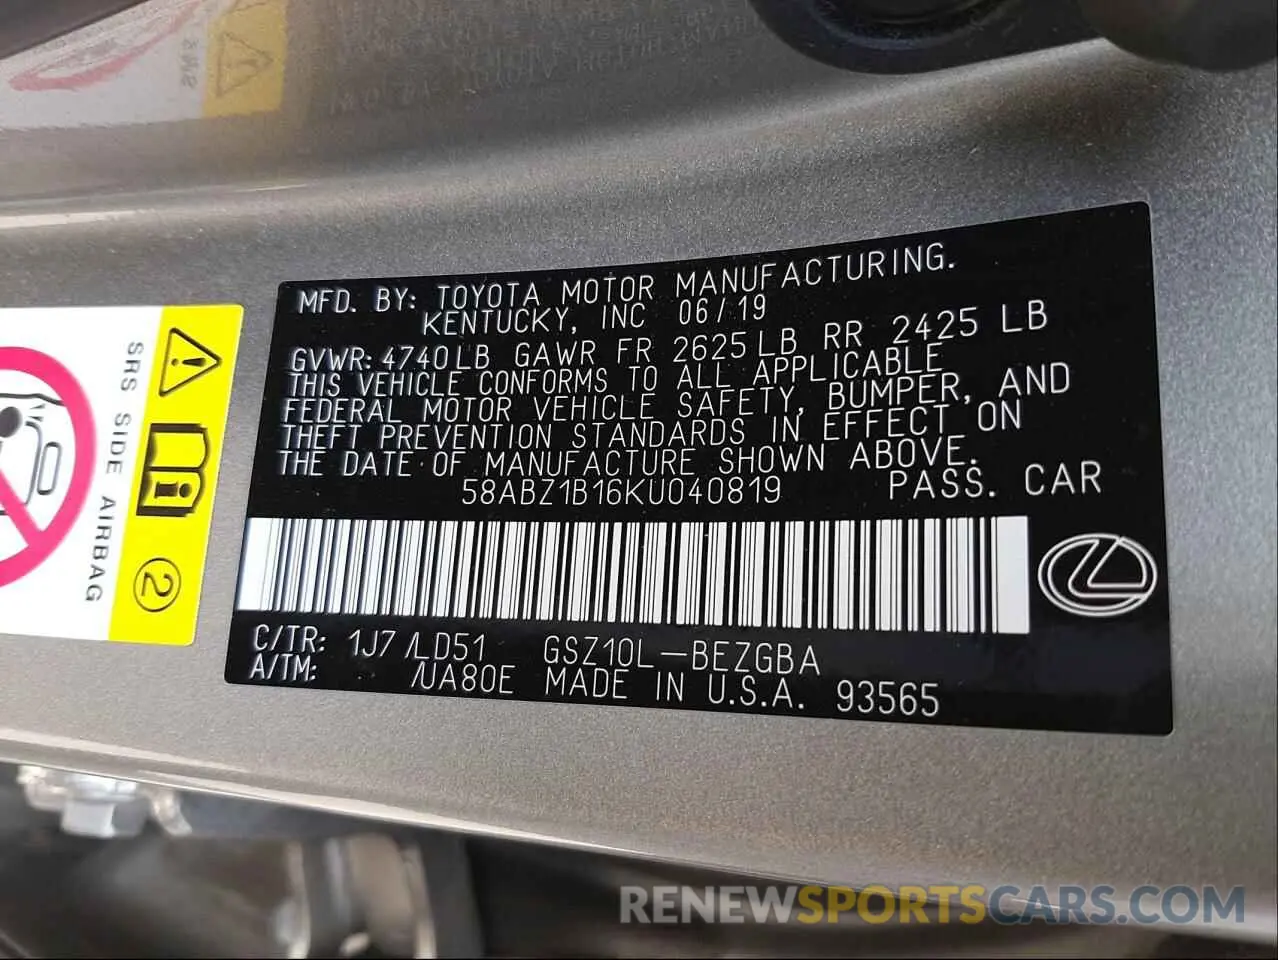 MFD. BY: TOYOTA MOTOR MANUFACTURING.
KENTUCKY, INC 06/19
GVWR: 4740LB GAWR FR 2625LB RR 2425 LB
THIS VEHICLE CONFORMS TO ALL APPLICABLE
FEDERAL MOTOR VEHICLE SAFETY, BUMPER, AND
THEFT PREVENTION STANDARDS IN EFFECT ON
THE DATE OF MANUFACTURE SHOWN ABOVE.
58ABZ1B16KU040819 PASS. CAR
C/TR: 1J7 /LD51 GSZ10L-BEZGBA
A/TM: /UA80E MADE IN U.S.A. 93565
SRS SIDE AIRBAG
2
RENEWSPORTSCARS.COM